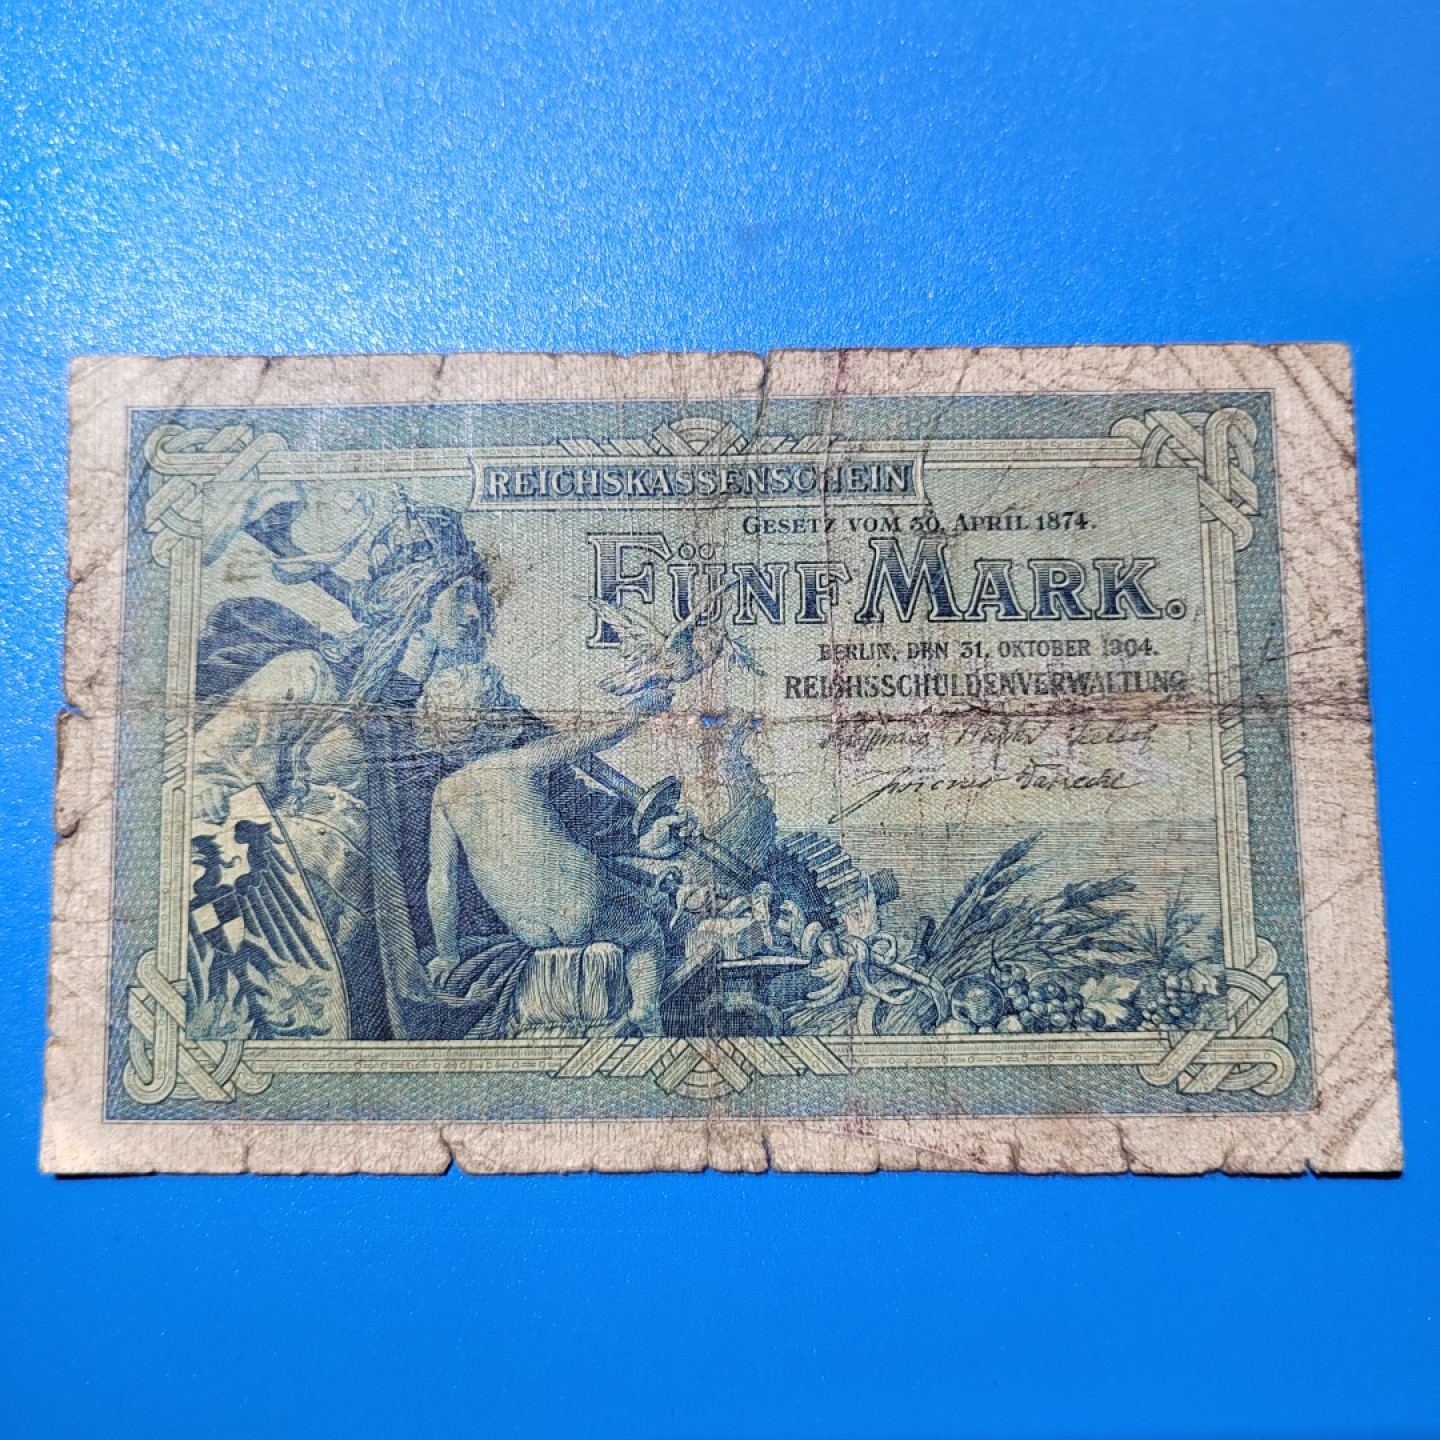 REICHSKASSENSCHEIN
GESETZ VOM 30. APRIL 1874.
FÜNF MARK.
BERLIN, DEN 31. OKTOBER 1904.
REICHSSCHULDENVERWALTUNG